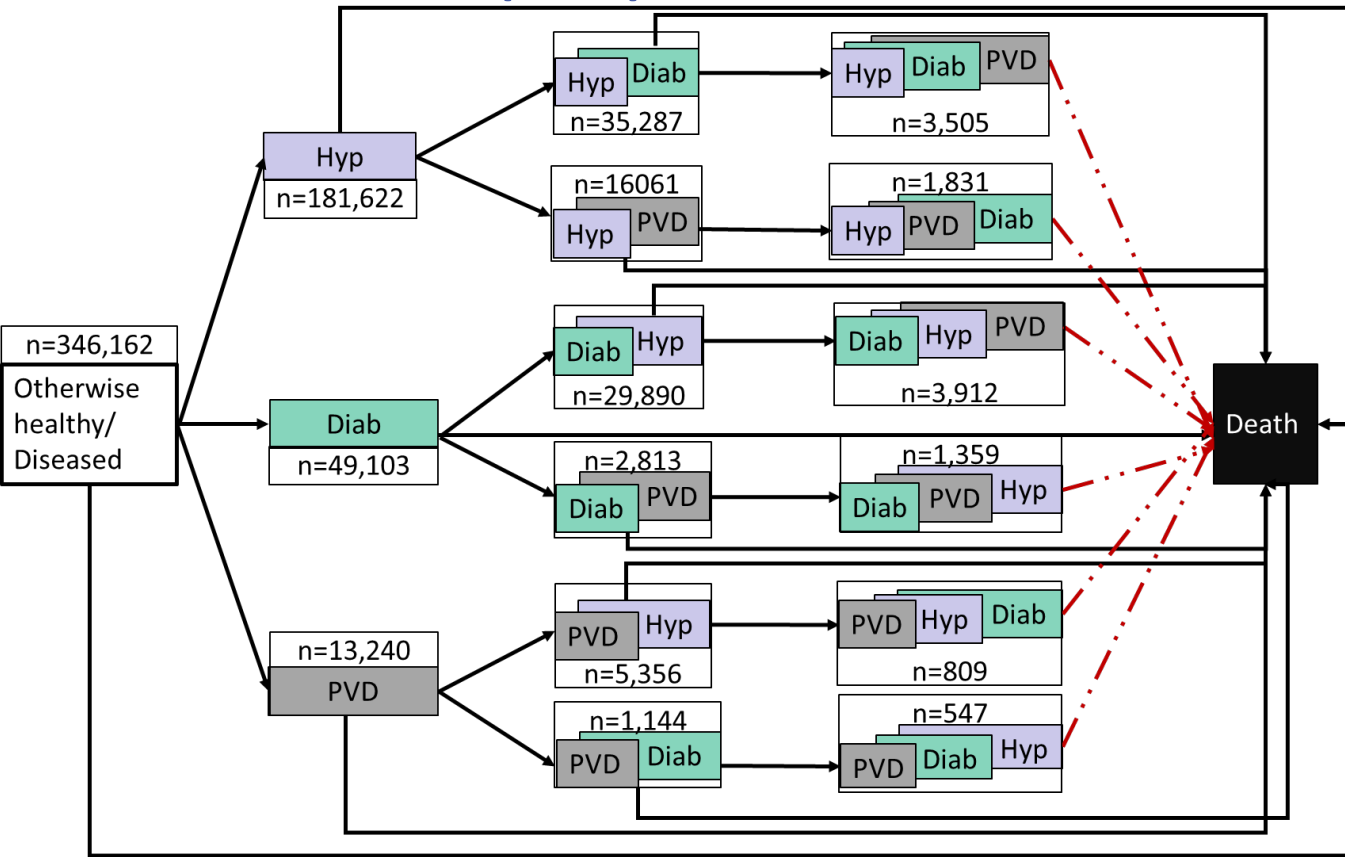 Hyp
Diab
n=35,287
Hyp
Diab
PVD
n=3,505
Hyp
n=181,622
n=16061
Hyp
PVD
n=1,831
Hyp
PVD
Diab
n=346,162
Otherwise
healthy/
Diseased
Diab
Hyp
n=29,890
Diab
Hyp
PVD
n=3,912
Diab
n=49,103
n=2,813
Diab
PVD
n=1,359
Diab
PVD
Hyp
Death
n=13,240
PVD
PVD
Hyp
n=5,356
PVD
Hyp
Diab
n=809
n=1,144
PVD
Diab
n=547
PVD
Diab
Hyp